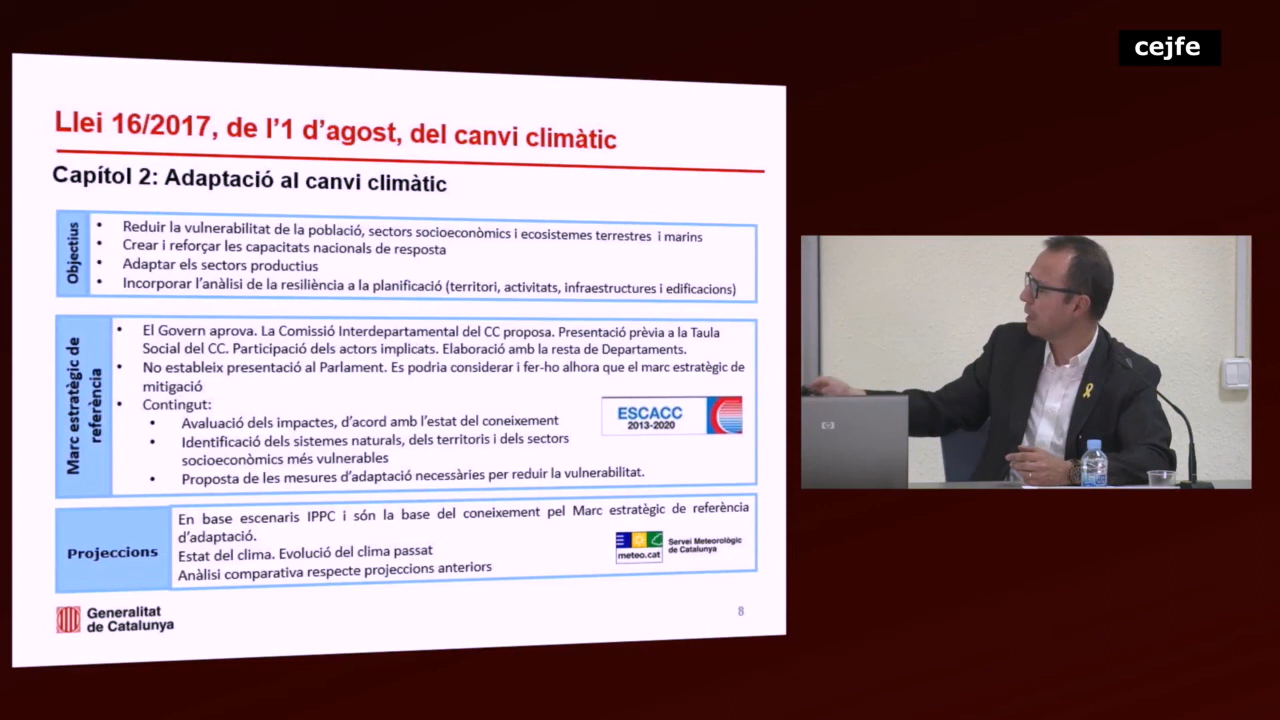 cejfe
Llei 16/2017, de l'1 d'agost, del canvi climàtic
Capítol 2: Adaptació al canvi climàtic
Objectius
• Reduir la vulnerabilitat de la població, sectors socioeconòmics i ecosistemes terrestres i marins
• Crear i reforçar les capacitats nacionals de resposta
• Adaptar els sectors productius
• Incorporar l'anàlisi de la resiliència a la planificació (territori, activitats, infraestructures i edificacions)
Marc estratègic de
referència
• El Govern aprova. La Comissió Interdepartamental del CC proposa. Presentació prèvia a la Taula
Social del CC. Participació dels actors implicats. Elaboració amb la resta de Departaments.
• No estableix presentació al Parlament. Es podria considerar i fer-ho alhora que el marc estratègic de
mitigació
• Contingut:
• Avaluació dels impactes, d'acord amb l'estat del coneixement
• Identificació dels sistemes naturals, dels territoris i dels sectors
socioeconòmics més vulnerables
• Proposta de les mesures d'adaptació necessàries per reduir la vulnerabilitat.
ESCACC
2013-2020
Projeccions
En base escenaris IPPC i són la base del coneixement pel Marc estratègic de referència
d'adaptació.
Estat del clima. Evolució del clima passat
Anàlisi comparativa respecte projeccions anteriors
meteo.cat
Servei Meteorològic
de Catalunya
Generalitat
de Catalunya
8
hp